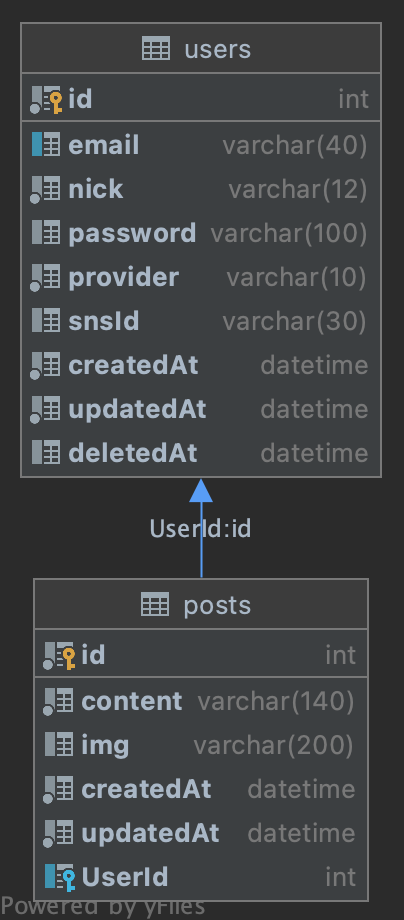 users
id int
email varchar(40)
nick varchar(12)
password varchar(100)
provider varchar(10)
snsId varchar(30)
createdAt datetime
updatedAt datetime
deletedAt datetime
UserId:id
posts
id int
content varchar(140)
img varchar(200)
createdAt datetime
updatedAt datetime
UserId int
Powered by yFiles